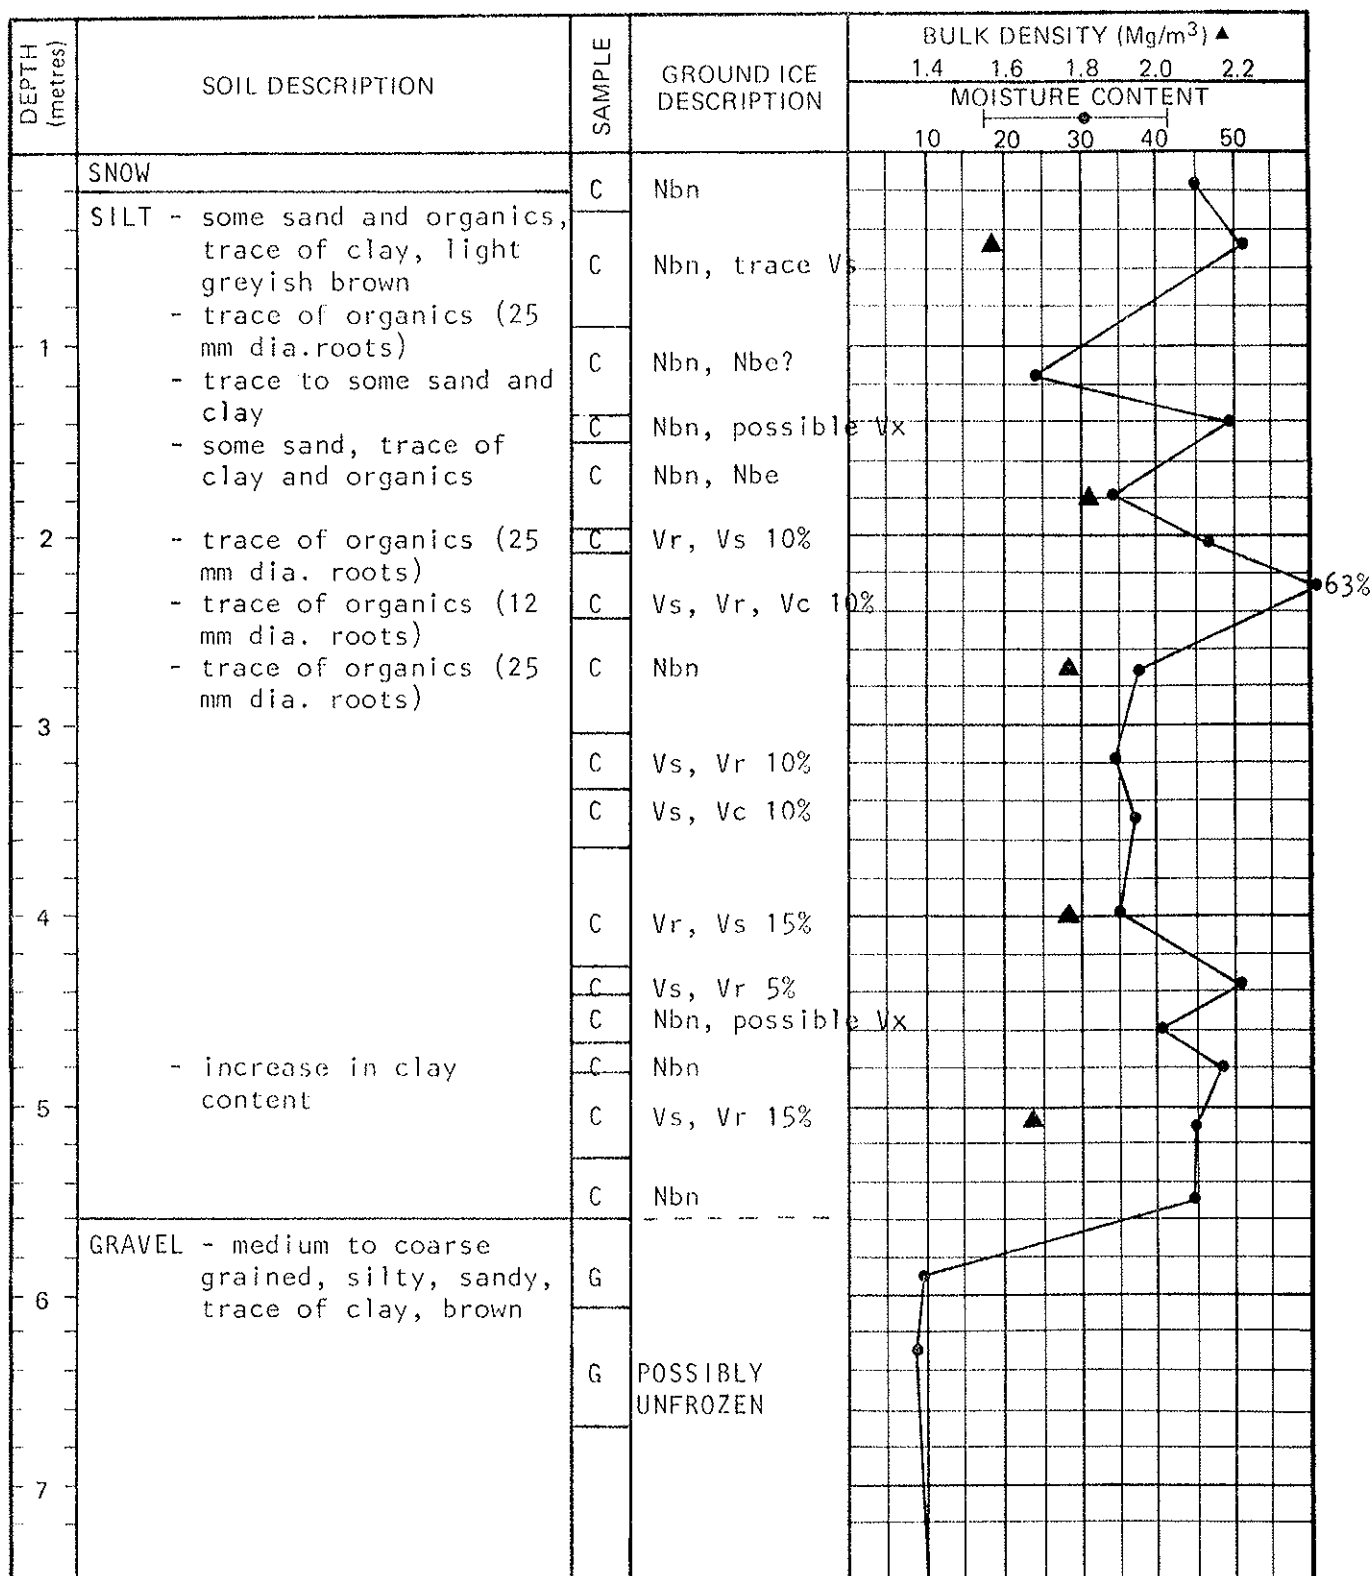 DEPTH
(metres)
SOIL DESCRIPTION
SAMPLE
GROUND ICE
DESCRIPTION
BULK DENSITY (Mg/m³) ▲
1.4 1.6 1.8 2.0 2.2
MOISTURE CONTENT
10 20 30 40 50
SNOW
C Nbn
SILT - some sand and organics,
trace of clay, light
greyish brown
C Nbn, trace Vs
- trace of organics (25
mm dia.roots)
1
C Nbn, Nbe?
- trace to some sand and
clay
C Nbn, possible Vx
- some sand, trace of
clay and organics
C Nbn, Nbe
2
- trace of organics (25
mm dia. roots)
C Vr, Vs 10%
63%
- trace of organics (12
mm dia. roots)
C Vs, Vr, Vc 10%
- trace of organics (25
mm dia. roots)
C Nbn
3
C Vs, Vr 10%
C Vs, Vc 10%
4
C Vr, Vs 15%
C Vs, Vr 5%
C Nbn, possible Vx
- increase in clay
content
C Nbn
5
C Vs, Vr 15%
C Nbn
GRAVEL - medium to coarse
grained, silty, sandy,
trace of clay, brown
G
6
G POSSIBLY
UNFROZEN
7